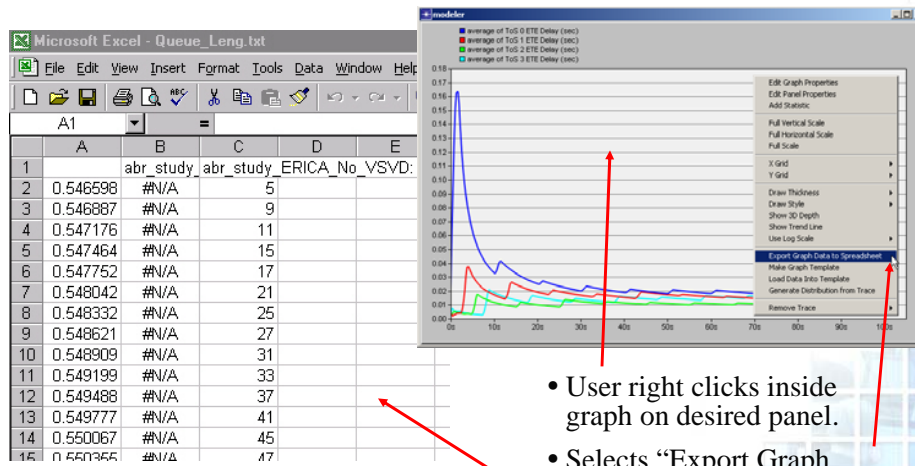 modeler
average of ToS 0 ETE Delay (sec)
average of ToS 1 ETE Delay (sec)
average of ToS 2 ETE Delay (sec)
average of ToS 3 ETE Delay (sec)
0.18
0.17
0.16
0.15
0.14
0.13
0.12
0.11
0.10
0.09
0.08
0.07
0.06
0.05
0.04
0.03
0.02
0.01
0.00
0s 10s 20s 30s 40s 50s 60s 70s 80s 90s 100s
Edit Graph Properties
Edit Panel Properties
Add Statistic
Full Vertical Scale
Full Horizontal Scale
Full Scale
X Grid
Y Grid
Draw Thickness
Draw Style
Show 3D Depth
Show Trend Line
Use Log Scale
Export Graph Data to Spreadsheet
Make Graph Template
Load Data Into Template
Generate Distribution from Trace
Remove Trace
Microsoft Excel - Queue_Leng.txt
File Edit View Insert Format Tools Data Window Help
A1 =
A B C D E
1 abr_study_ abr_study_ERICA_No_VSVD:
2 0.546598 #N/A 5
3 0.546887 #N/A 9
4 0.547176 #N/A 11
5 0.547464 #N/A 15
6 0.547752 #N/A 17
7 0.548042 #N/A 21
8 0.548332 #N/A 25
9 0.548621 #N/A 27
10 0.548909 #N/A 31
11 0.549199 #N/A 33
12 0.549488 #N/A 37
13 0.549777 #N/A 41
14 0.550067 #N/A 45
15 0.550355 #N/A 47
• User right clicks inside
graph on desired panel.
• Selects “Export Graph